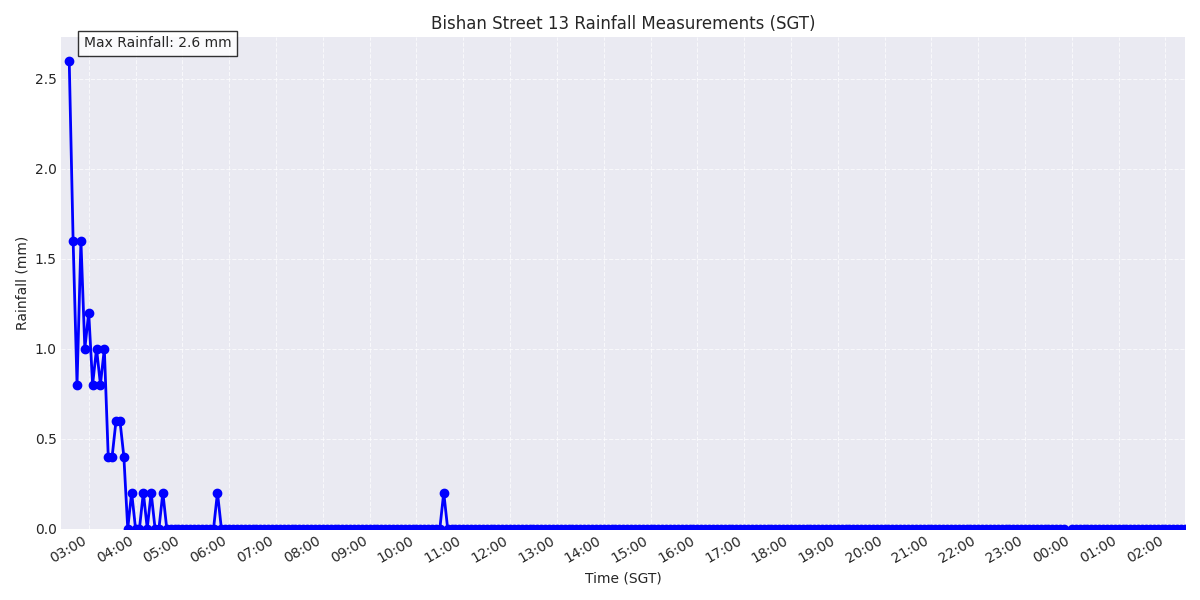 Bishan Street 13 Rainfall Measurements (SGT)
Max Rainfall: 2.6 mm
2.5
2.0
1.5
1.0
0.5
0.0
Rainfall (mm)
03:00 04:00 05:00 06:00 07:00 08:00 09:00 10:00 11:00 12:00 13:00 14:00 15:00 16:00 17:00 18:00 19:00 20:00 21:00 22:00 23:00 00:00 01:00 02:00
Time (SGT)